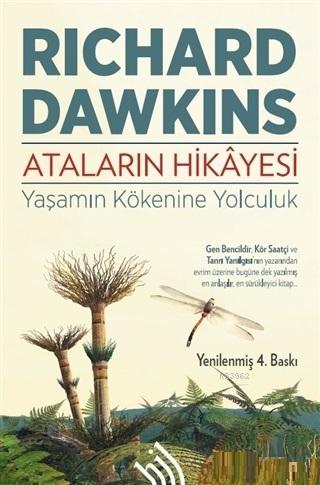 RICHARD
DAWKINS
ATALARIN HİKÂYESİ
Yaşamın Kökenine Yolculuk
Gen Bencildir, Kör Saatçi ve
Tanrı Yanılgısı'nın yazarından
evrim üzerine bugüne dek yazılmış
en anlaşılır, en sürükleyici kitap...
Yenilenmiş 4. Baskı